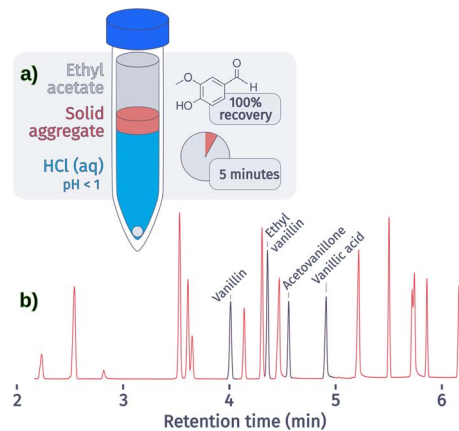 a)
Ethyl
acetate
Solid
aggregate
HCl (aq)
pH < 1
O
O
H
HO
100%
recovery
5 minutes
b)
Vanillin
Ethyl
vanillin
Acetovanillone
Vanillic acid
2 3 4 5 6
Retention time (min)